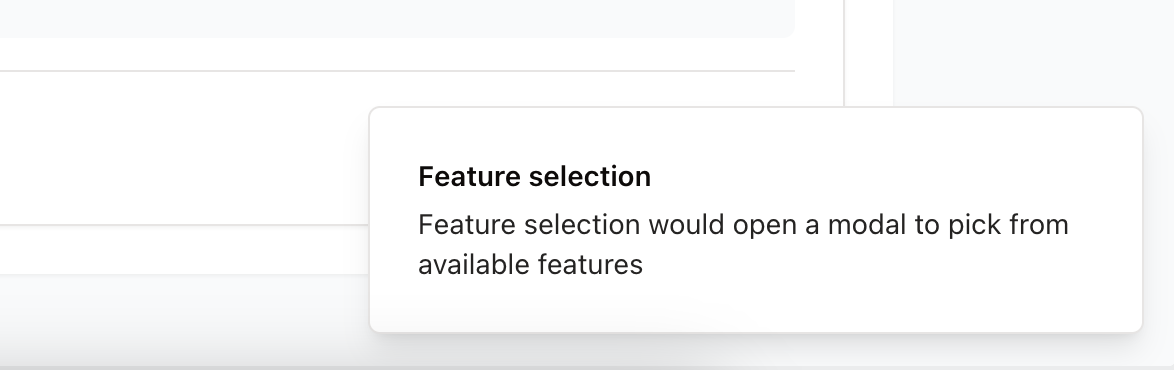 Feature selection
Feature selection would open a modal to pick from
available features